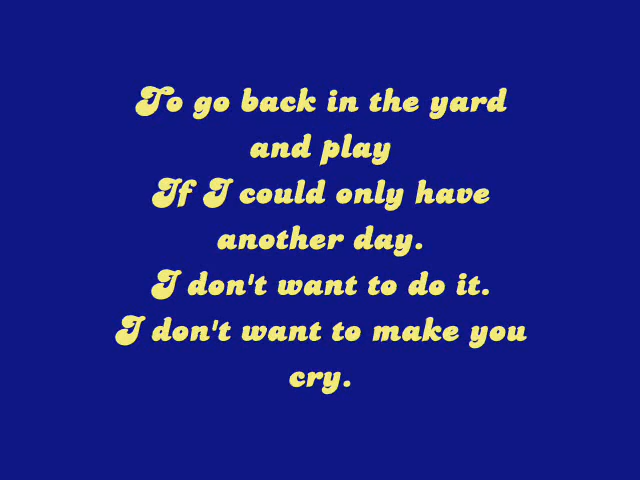 To go back in the yard
and play
If I could only have
another day.
I don't want to do it.
I don't want to make you
cry.